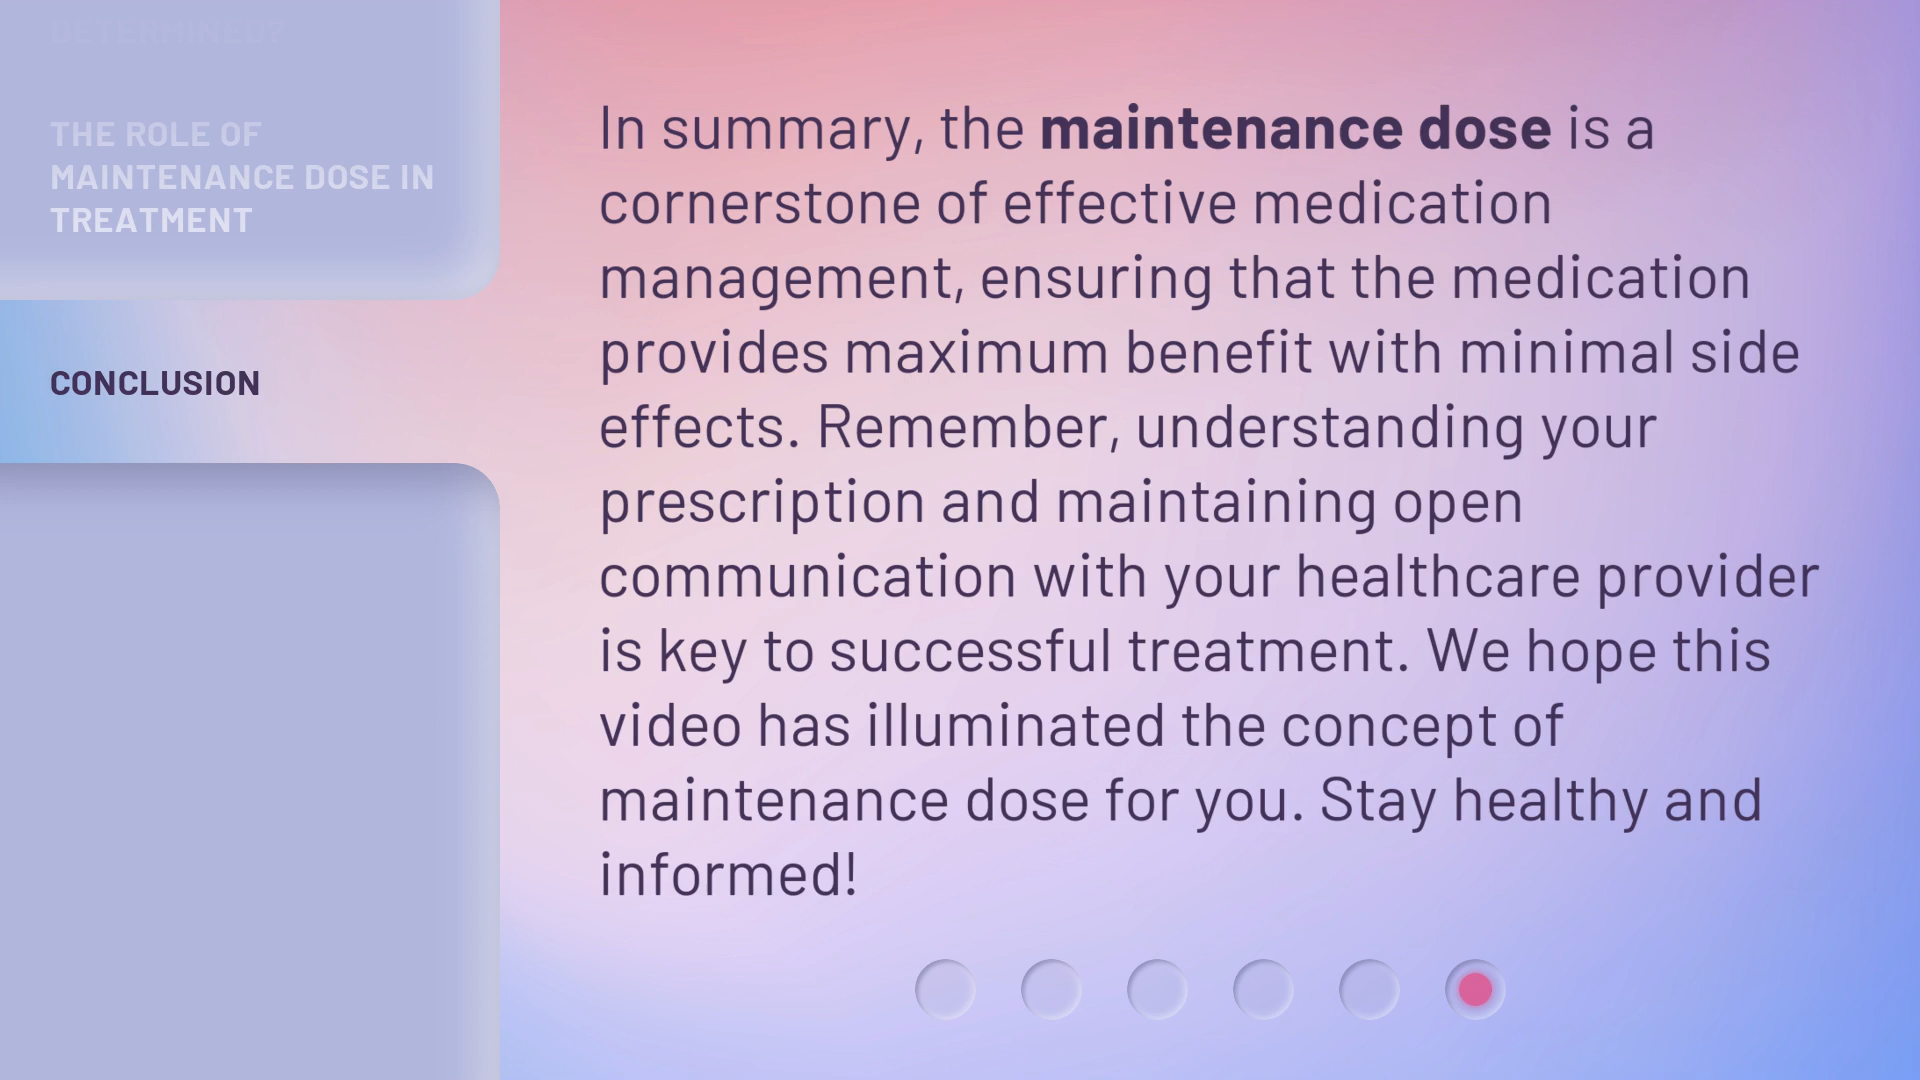 DETERMINED?
THE ROLE OF
MAINTENANCE DOSE IN
TREATMENT
CONCLUSION
In summary, the maintenance dose is a
cornerstone of effective medication
management, ensuring that the medication
provides maximum benefit with minimal side
effects. Remember, understanding your
prescription and maintaining open
communication with your healthcare provider
is key to successful treatment. We hope this
video has illuminated the concept of
maintenance dose for you. Stay healthy and
informed!